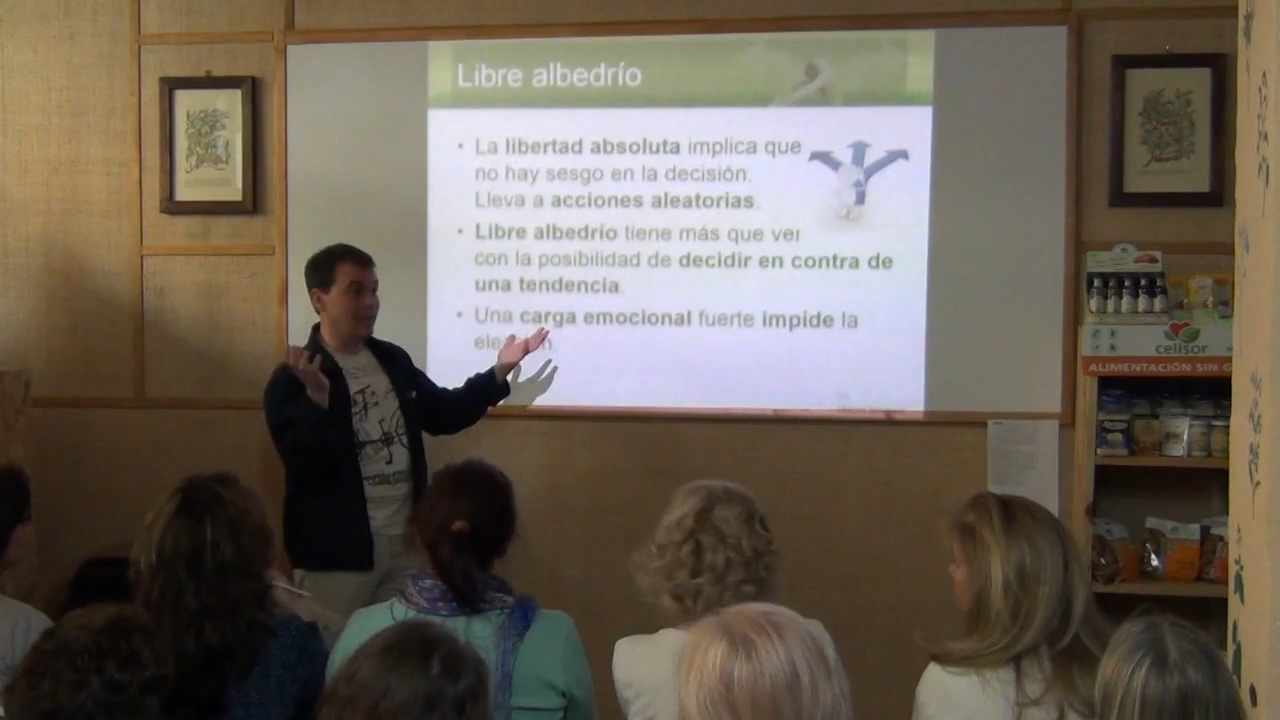 Libre albedrío
• La libertad absoluta implica que
no hay sesgo en la decisión.
Lleva a acciones aleatorias.
• Libre albedrío tiene más que ver
con la posibilidad de decidir en contra de
una tendencia.
• Una carga emocional fuerte impide la
celisor
ALIMENTACIÓN SIN G